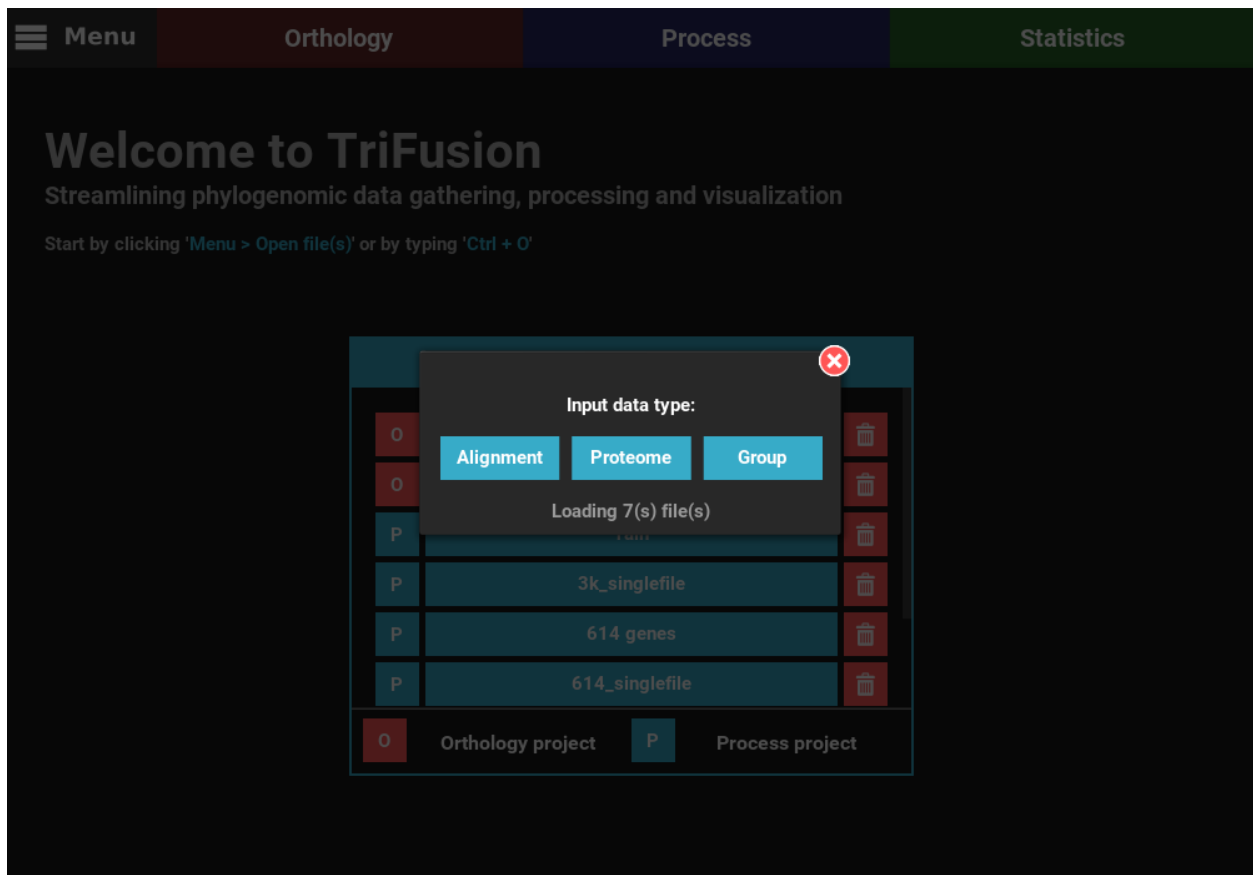 Menu
Orthology
Process
Statistics
Welcome to TriFusion
Streamlining phylogenomic data gathering, processing and visualization
Start by clicking 'Menu > Open file(s)' or by typing 'Ctrl + O'
Input data type:
O
Alignment
Proteome
Group
O
Loading 7(s) file(s)
P
P
3k_singlefile
P
614 genes
P
614_singlefile
O
Orthology project
P
Process project